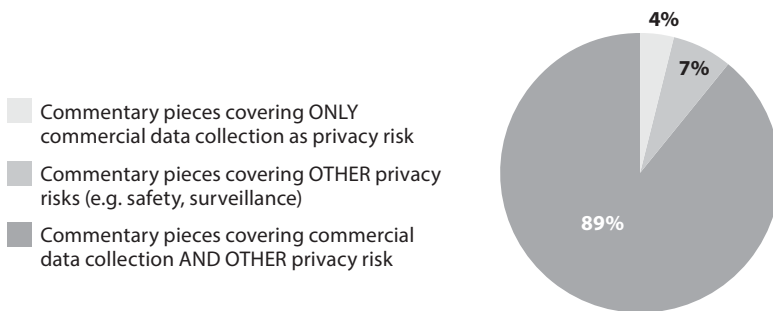 4%
7%
Commentary pieces covering ONLY
commercial data collection as privacy risk
Commentary pieces covering OTHER privacy
risks (e.g. safety, surveillance)
Commentary pieces covering commercial
data collection AND OTHER privacy risk
89%